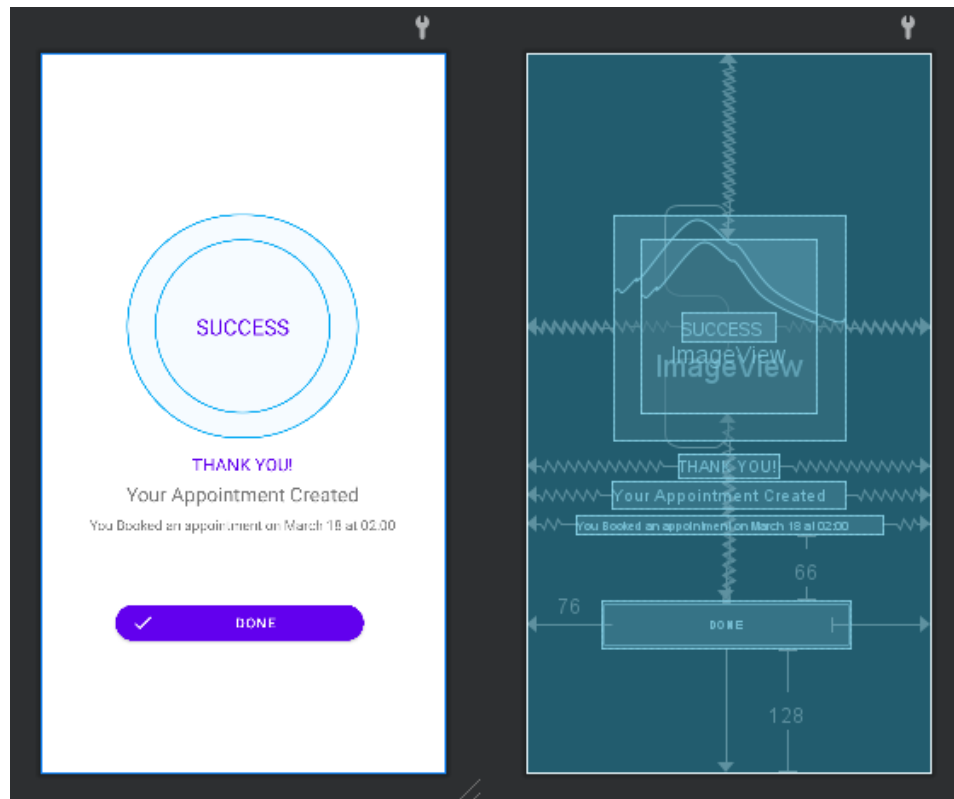 SUCCESS
THANK YOU!
Your Appointment Created
You Booked an appointment on March 18 at 02:00
DONE
SUCCESS
ImageView
ImageView
THANK YOU!
Your Appointment Created
You Booked an appointment on March 18 at 02:00
66
76
DONE
128